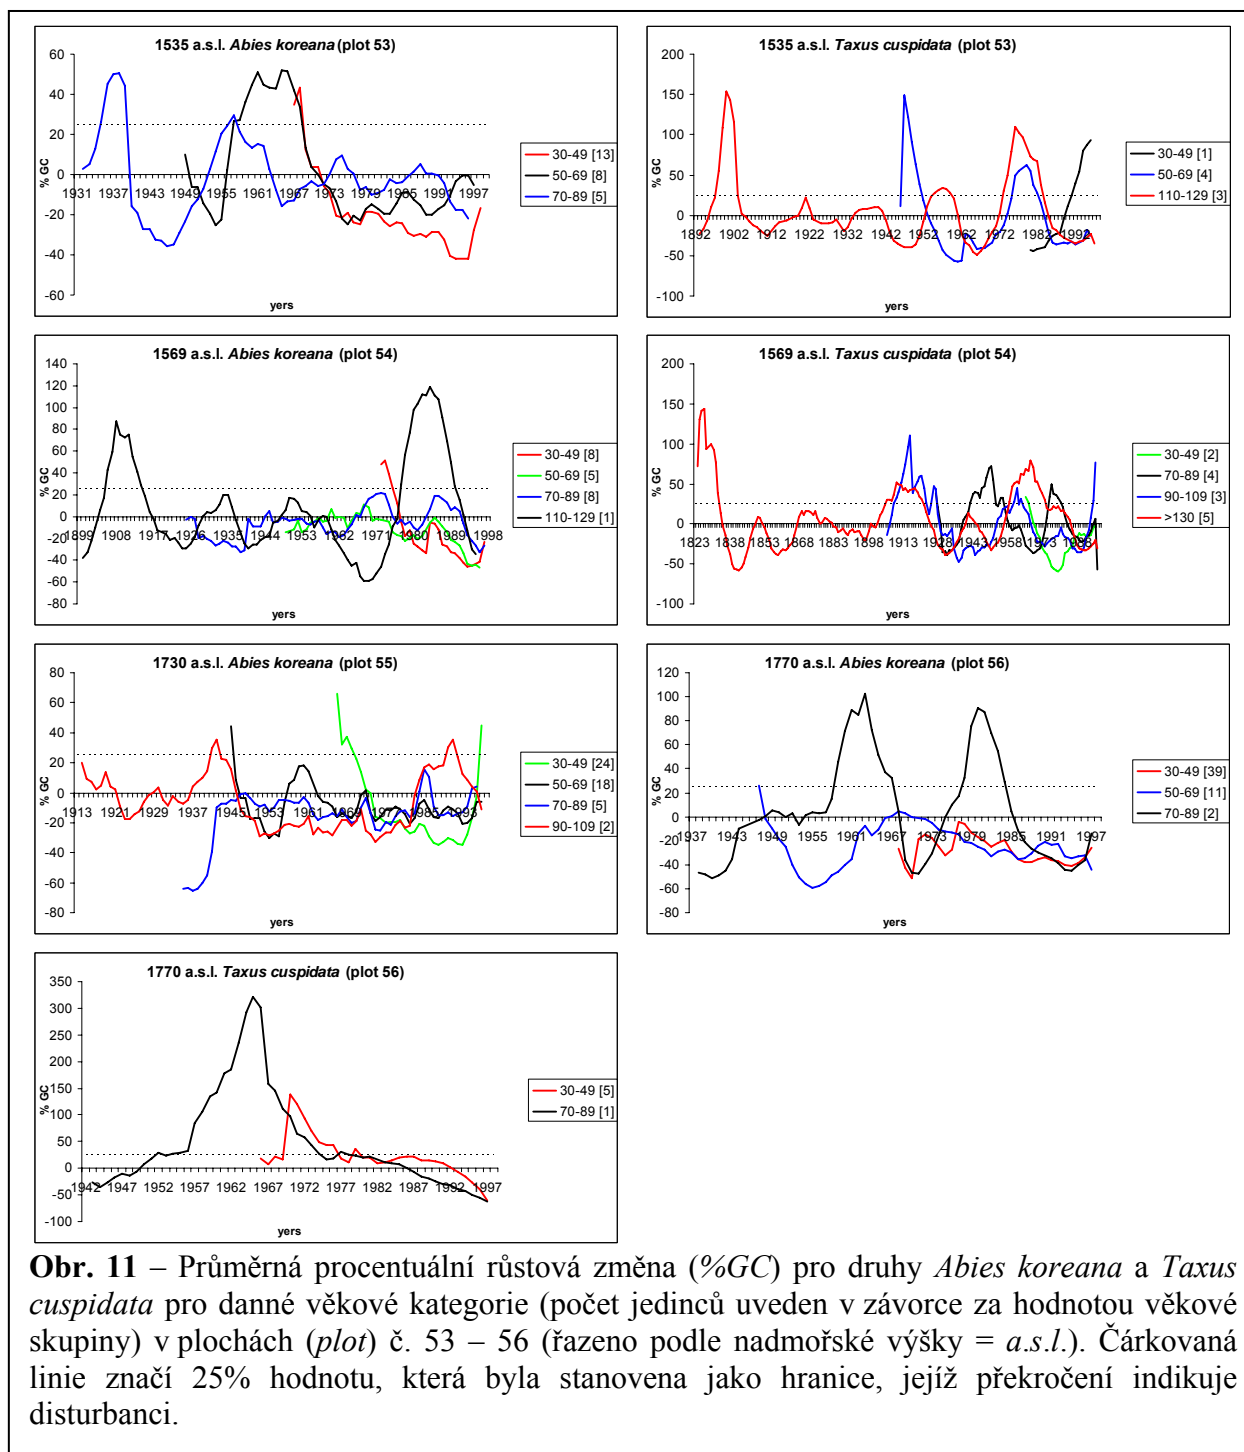 1535 a.s.l. Abies koreana (plot 53)
% GC
60
40
20
0
-20
-40
-60
1931 1937 1943 1949 1955 1961 1967 1973 1979 1985 1991 1997
yers
30-49 [13]
50-69 [8]
70-89 [5]
1535 a.s.l. Taxus cuspidata (plot 53)
% GC
200
150
100
50
0
-50
-100
1892 1902 1912 1922 1932 1942 1952 1962 1972 1982 1992
yers
30-49 [1]
50-69 [4]
110-129 [3]
1569 a.s.l. Abies koreana (plot 54)
% GC
140
120
100
80
60
40
20
0
-20
-40
-60
-80
1899 1908 1917 1926 1935 1944 1953 1962 1971 1980 1989 1998
yers
30-49 [8]
50-69 [5]
70-89 [8]
110-129 [1]
1569 a.s.l. Taxus cuspidata (plot 54)
% GC
200
150
100
50
0
-50
-100
1823 1838 1853 1868 1883 1898 1913 1928 1943 1958 1973 1988
yers
30-49 [2]
70-89 [4]
90-109 [3]
>130 [5]
1730 a.s.l. Abies koreana (plot 55)
% GC
80
60
40
20
0
-20
-40
-60
-80
1913 1921 1929 1937 1945 1953 1961 1969 1977 1985 1993
yers
30-49 [24]
50-69 [18]
70-89 [5]
90-109 [2]
1770 a.s.l. Abies koreana (plot 56)
% GC
120
100
80
60
40
20
0
-20
-40
-60
-80
1937 1943 1949 1955 1961 1967 1973 1979 1985 1991 1997
yers
30-49 [39]
50-69 [11]
70-89 [2]
1770 a.s.l. Taxus cuspidata (plot 56)
% GC
350
300
250
200
150
100
50
0
-50
-100
1942 1947 1952 1957 1962 1967 1972 1977 1982 1987 1992 1997
yers
30-49 [5]
70-89 [1]
Obr. 11 – Průměrná procentuální růstová změna (%GC) pro druhy Abies koreana a Taxus
cuspidata pro danné věkové kategorie (počet jedinců uveden v závorce za hodnotou věkové
skupiny) v plochách (plot) č. 53 – 56 (řazeno podle nadmořské výšky = a.s.l.). Čárkovaná
linie značí 25% hodnotu, která byla stanovena jako hranice, jejíž překročení indikuje
disturbanci.